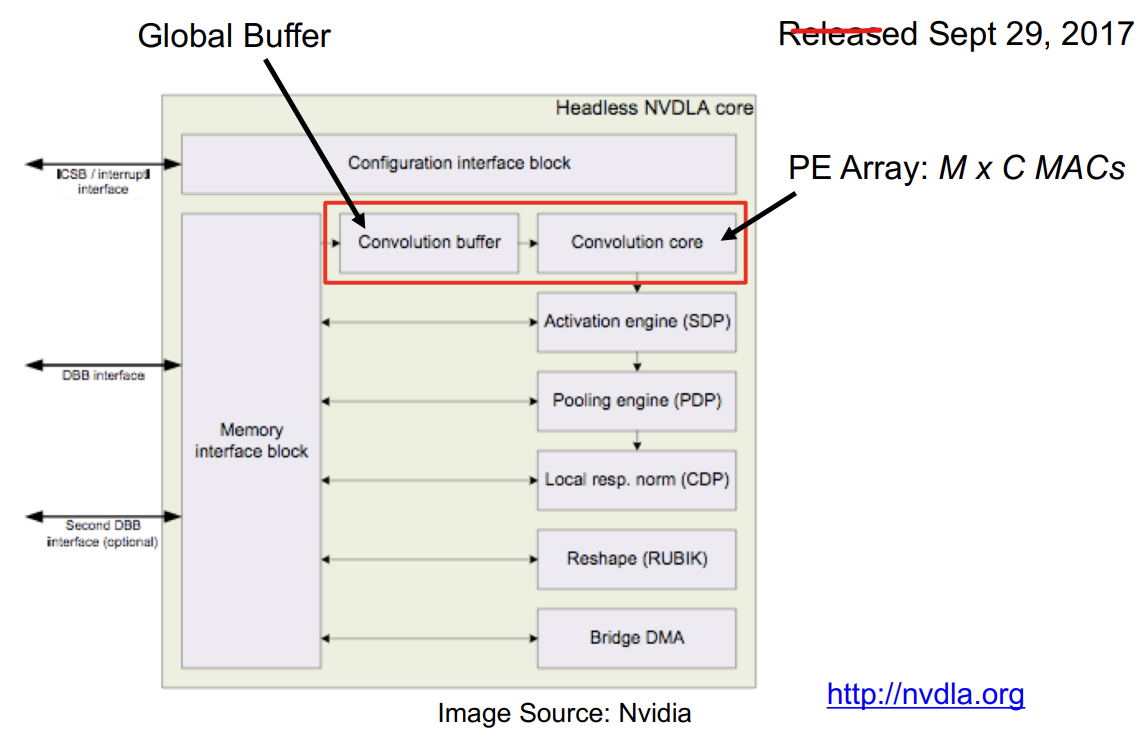 Global Buffer
Released Sept 29, 2017
Headless NVDLA core
Configuration interface block
CSB / interrupt
interface
PE Array: M x C MACs
Convolution buffer
Convolution core
Activation engine (SDP)
DBB interface
Pooling engine (PDP)
Memory
interface block
Local resp. norm (CDP)
Second DBB
interface (optional)
Reshape (RUBIK)
Bridge DMA
http://nvdla.org
Image Source: Nvidia